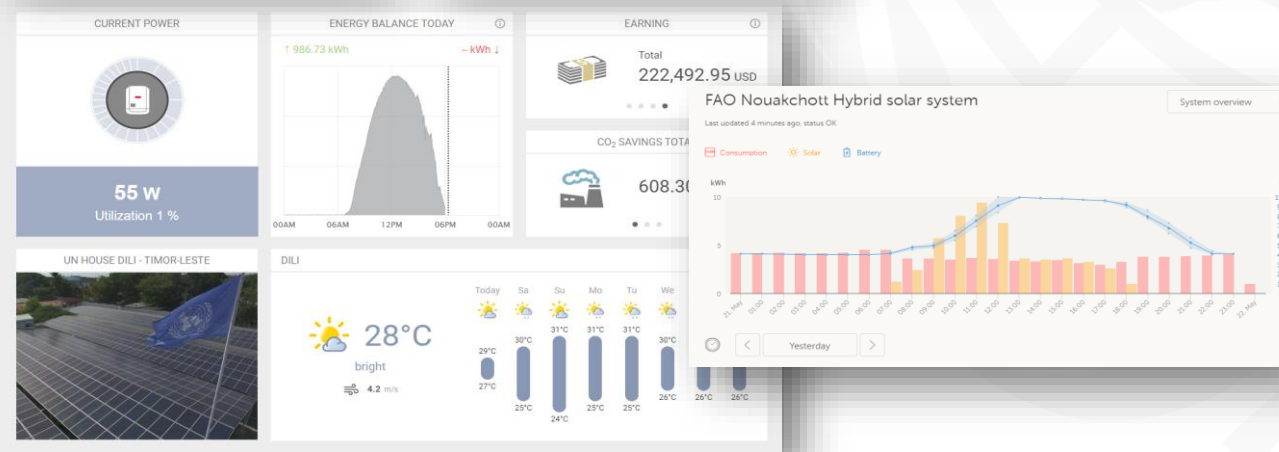 CURRENT POWER
55 W
Utilization 1 %
ENERGY BALANCE TODAY
↑ 986.73 kWh
– kWh ↓
00AM 06AM 12PM 06PM 00AM
EARNING
Total
222,492.95 USD
CO₂ SAVINGS
608.30
UN HOUSE DILI - TIMOR-LESTE
DILI
28°C
bright
4.2 m/s
Today Sa Su Mo Tu We
29°C 30°C 31°C 31°C 31°C 30°C
27°C 25°C 24°C 25°C 25°C 26°C 26°C 26°C
FAO Nouakchott Hybrid solar system
Last updated 4 minutes ago, status OK
System overview
Consumption Solar Battery
kWh
10
5
0
21. May 01:00 02:00 03:00 04:00 05:00 06:00 07:00 08:00 09:00 10:00 11:00 12:00 13:00 14:00 15:00 16:00 17:00 18:00 19:00 20:00 21:00 22:00 23:00 22. May
< Yesterday >